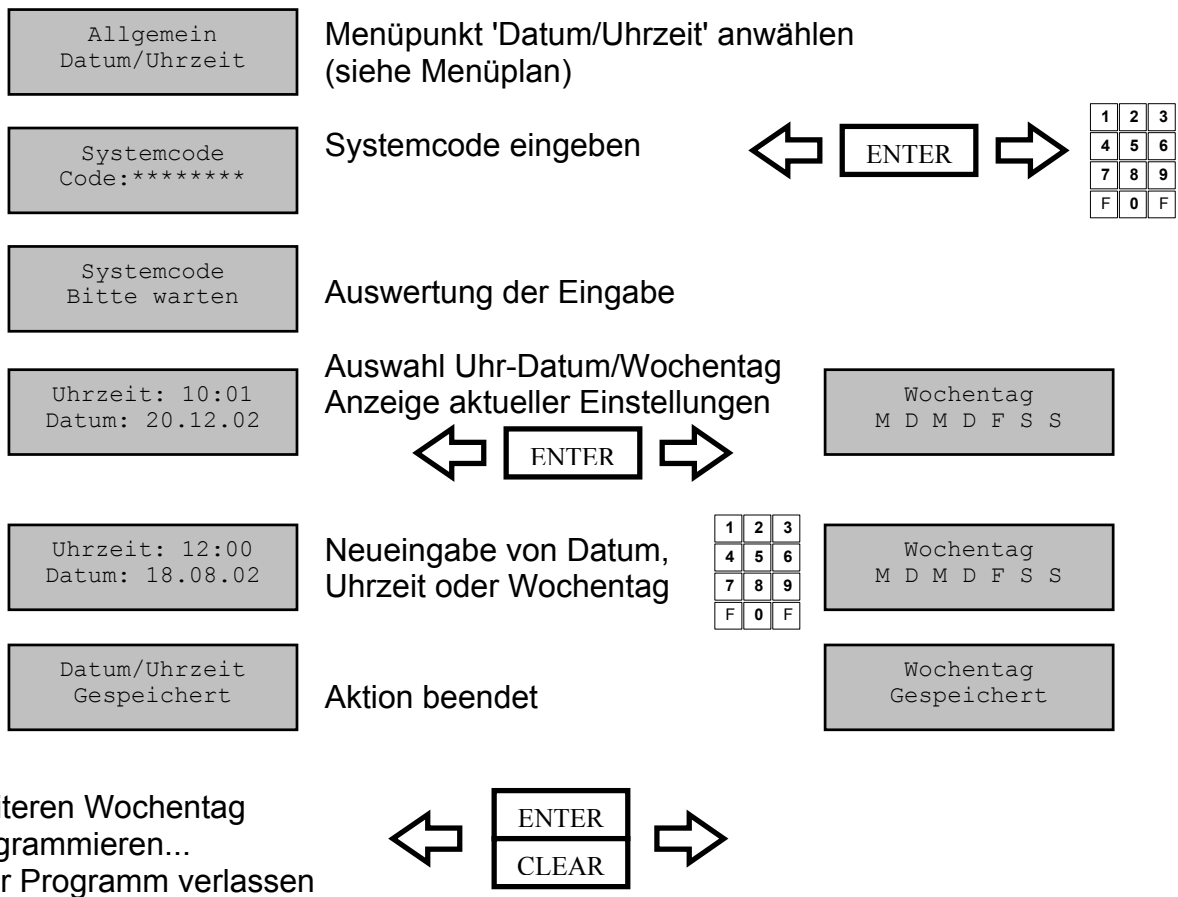 Allgemein
Datum/Uhrzeit
Menüpunkt 'Datum/Uhrzeit' anwählen
(siehe Menüplan)
Systemcode
Code:********
Systemcode eingeben
ENTER
1 2 3
4 5 6
7 8 9
F 0 F
Systemcode
Bitte warten
Auswertung der Eingabe
Uhrzeit: 10:01
Datum: 20.12.02
Auswahl Uhr-Datum/Wochentag
Anzeige aktueller Einstellungen
ENTER
Wochentag
M D M D F S S
Uhrzeit: 12:00
Datum: 18.08.02
Neueingabe von Datum,
Uhrzeit oder Wochentag
1 2 3
4 5 6
7 8 9
F 0 F
Wochentag
M D M D F S S
Datum/Uhrzeit
Gespeichert
Aktion beendet
Wochentag
Gespeichert
iteren Wochentag
grammieren...
r Programm verlassen
ENTER
CLEAR